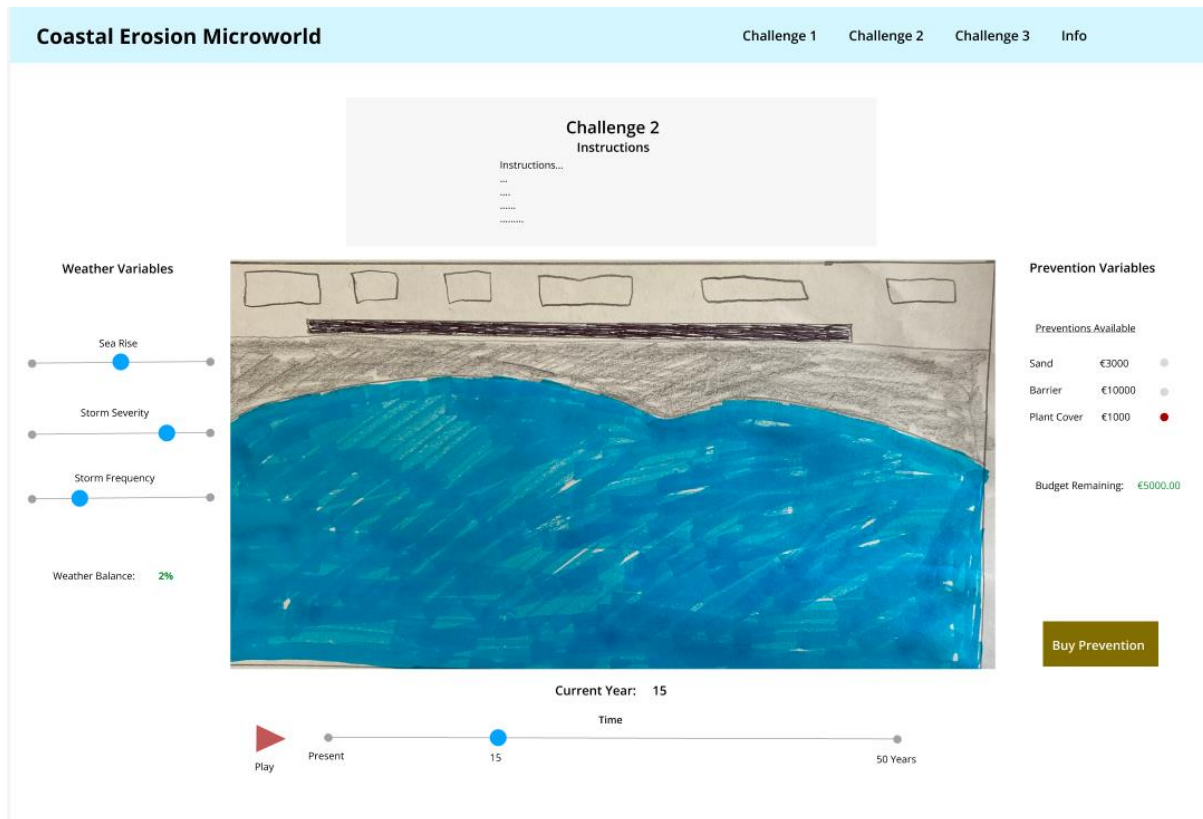 Coastal Erosion Microworld
Challenge 1 Challenge 2 Challenge 3 Info
Challenge 2
Instructions
Instructions...
...
....
......
.........
Weather Variables
Sea Rise
Storm Severity
Storm Frequency
Weather Balance: 2%
Prevention Variables
Preventions Available
Sand €3000
Barrier €10000
Plant Cover €1000
Budget Remaining: €5000.00
Buy Prevention
Current Year: 15
Time
Play
Present
15
50 Years